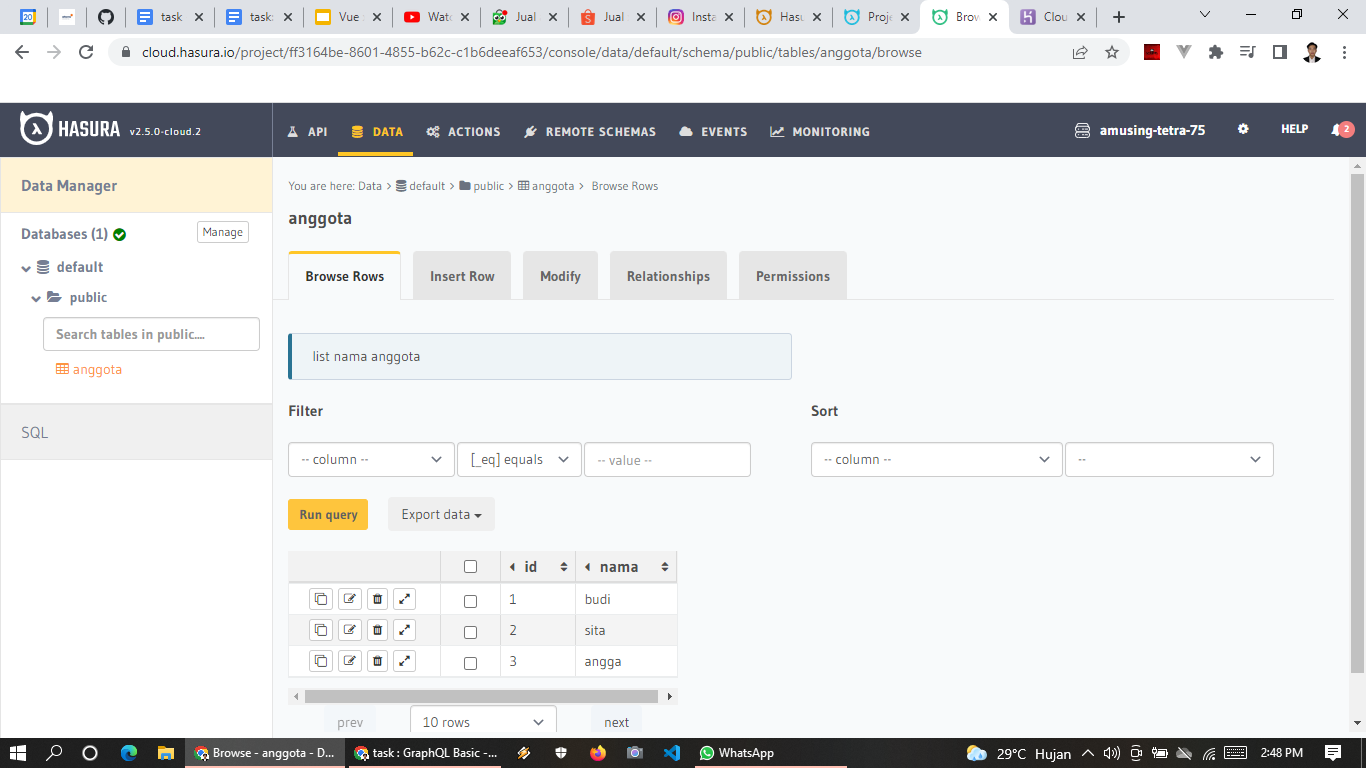 20
task
task:
Vue
Watc
Jual
Jual
Insta
Hasu
Proje
Brow
Clou
cloud.hasura.io/project/ff3164be-8601-4855-b62c-c1b6deeaf653/console/data/default/schema/public/tables/anggota/browse
HASURA v2.5.0-cloud.2
API
DATA
ACTIONS
REMOTE SCHEMAS
EVENTS
MONITORING
amusing-tetra-75
HELP
2
Data Manager
Databases (1)
Manage
default
public
Search tables in public....
anggota
SQL
You are here: Data > default > public > anggota > Browse Rows
anggota
Browse Rows
Insert Row
Modify
Relationships
Permissions
list nama anggota
Filter
Sort
-- column --
[_eq] equals
-- value --
-- column --
--
Run query
Export data
id nama
1 budi
2 sita
3 angga
prev
10 rows
next
Browse - anggota - D...
task : GraphQL Basic -...
WhatsApp
29°C Hujan
2:48 PM